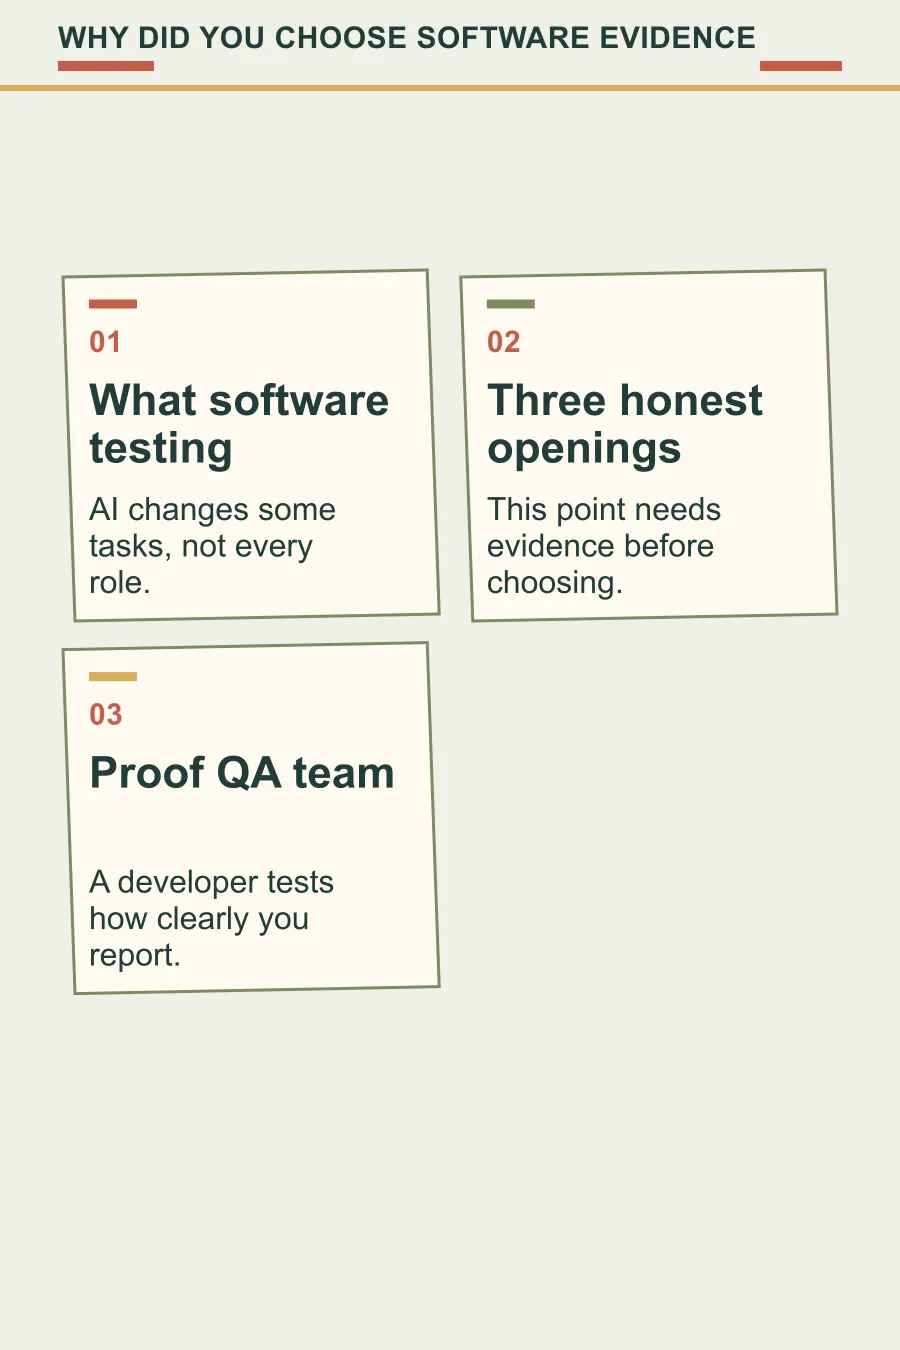 WHY DID YOU CHOOSE SOFTWARE EVIDENCE
01
What software
testing
AI changes some
tasks, not every
role.
02
Three honest
openings
This point needs
evidence before
choosing.
03
Proof QA team
A developer tests
how clearly you
report.